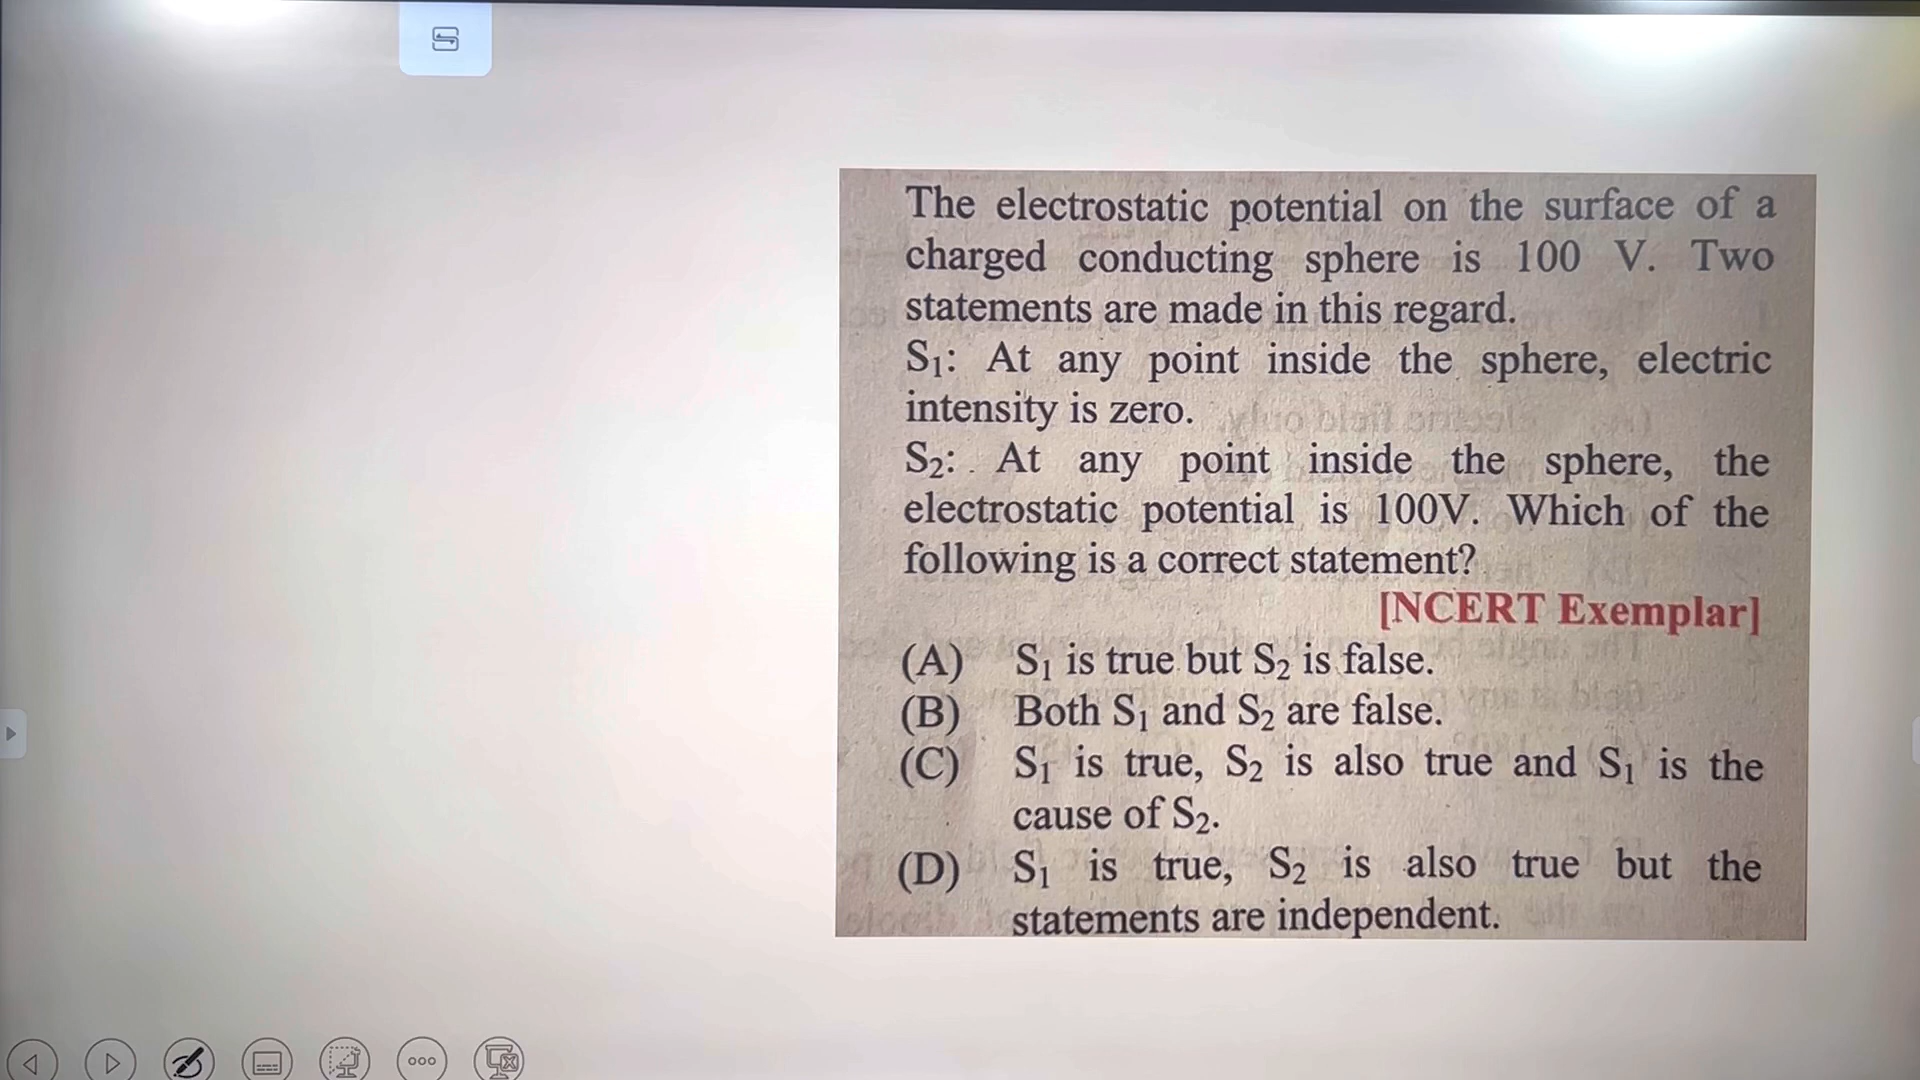 The electrostatic potential on the surface of a
charged conducting sphere is 100 V. Two
statements are made in this regard.
S₁: At any point inside the sphere, electric
intensity is zero.
S₂: At any point inside the sphere, the
electrostatic potential is 100V. Which of the
following is a correct statement?
[NCERT Exemplar]
(A) S₁ is true but S₂ is false.
(B) Both S₁ and S₂ are false.
(C) S₁ is true, S₂ is also true and S₁ is the
cause of S₂.
(D) S₁ is true, S₂ is also true but the
statements are independent.